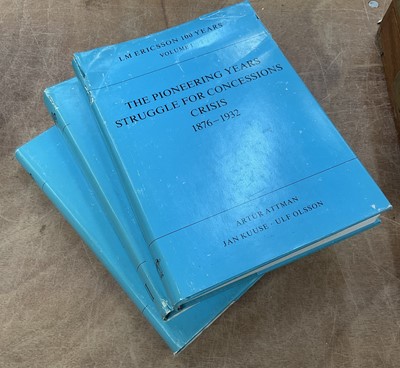 LM ERICSSON 100 YEARS
VOLUME I
THE PIONEERING YEARS
STRUGGLE FOR CONCESSIONS
CRISIS
1876–1932
ARTUR ATTMAN
JAN KUUSE · ULF OLSSON